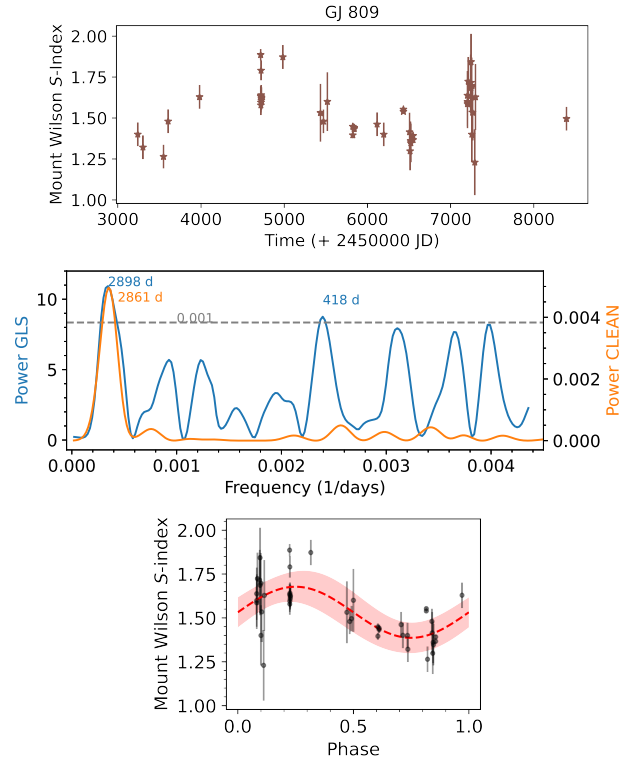 GJ 809
Mount Wilson S-Index
2.00
1.75
1.50
1.25
1.00
3000 4000 5000 6000 7000 8000
Time (+ 2450000 JD)
2898 d
2861 d
418 d
0.001
Power GLS
10
5
0
Power CLEAN
0.004
0.002
0.000
0.000 0.001 0.002 0.003 0.004
Frequency (1/days)
Mount Wilson S-index
2.00
1.75
1.50
1.25
1.00
0.0 0.5 1.0
Phase